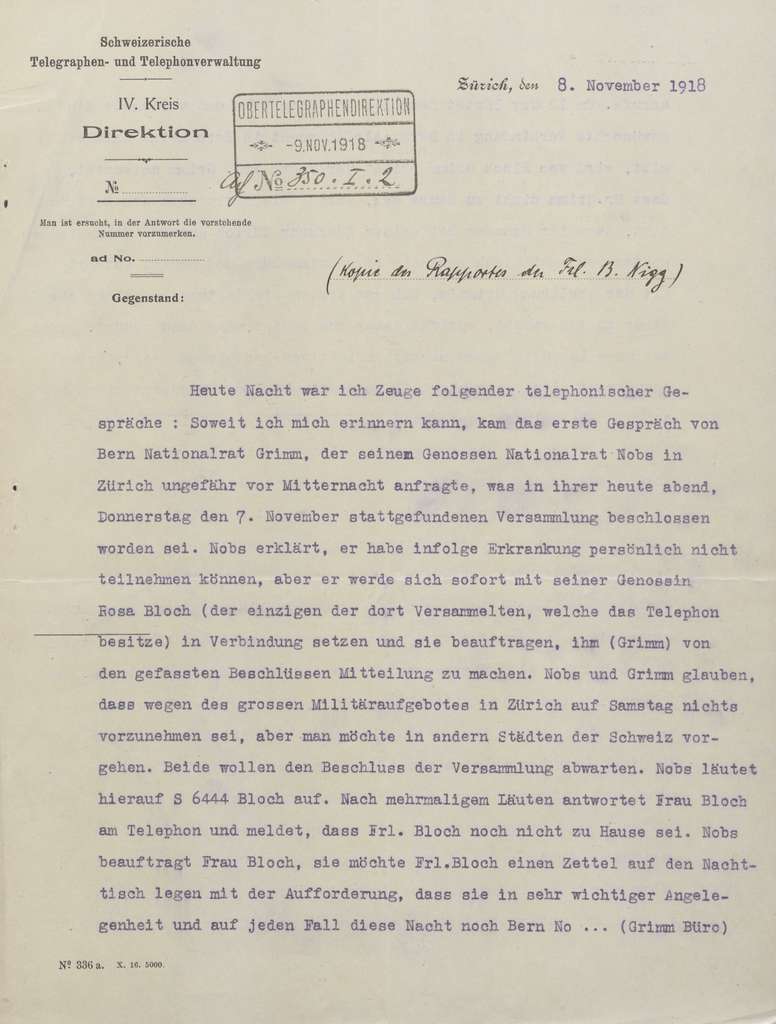 Schweizerische
Telegraphen- und Telephonverwaltung
IV. Kreis
Direktion
No
Man ist ersucht, in der Antwort die vorstehende
Nummer vorzumerken.
ad No.
Gegenstand:
Zürich, den 8. November 1918
OBERTELEGRAPHENDIREKTION
-9.NOV.1918
No 350.I.2
(Kopie des Rapportes der Frl. B. Nigg)
Heute Nacht war ich Zeuge folgender telephonischer Ge-
spräche : Soweit ich mich erinnern kann, kam das erste Gespräch von
Bern Nationalrat Grimm, der seinem Genossen Nationalrat Nobs in
Zürich ungefähr vor Mitternacht anfragte, was in ihrer heute abend,
Donnerstag den 7. November stattgefundenen Versammlung beschlossen
worden sei. Nobs erklärt, er habe infolge Erkrankung persönlich nicht
teilnehmen können, aber er werde sich sofort mit seiner Genossin
Rosa Bloch (der einzigen der dort Versammelten, welche das Telephon
besitze) in Verbindung setzen und sie beauftragen, ihm (Grimm) von
den gefassten Beschlüssen Mitteilung zu machen. Nobs und Grimm glauben,
dass wegen des grossen Militäraufgebotes in Zürich auf Samstag nichts
vorzunehmen sei, aber man möchte in andern Städten der Schweiz vor-
gehen. Beide wollen den Beschluss der Versammlung abwarten. Nobs läutet
hierauf S 6444 Bloch auf. Nach mehrmaligem Läuten antwortet Frau Bloch
am Telephon und meldet, dass Frl. Bloch noch nicht zu Hause sei. Nobs
beauftragt Frau Bloch, sie möchte Frl.Bloch einen Zettel auf den Nacht-
tisch legen mit der Aufforderung, dass sie in sehr wichtiger Angele-
genheit und auf jeden Fall diese Nacht noch Bern No ... (Grimm Büro)
No 336 a. X. 16. 5000.